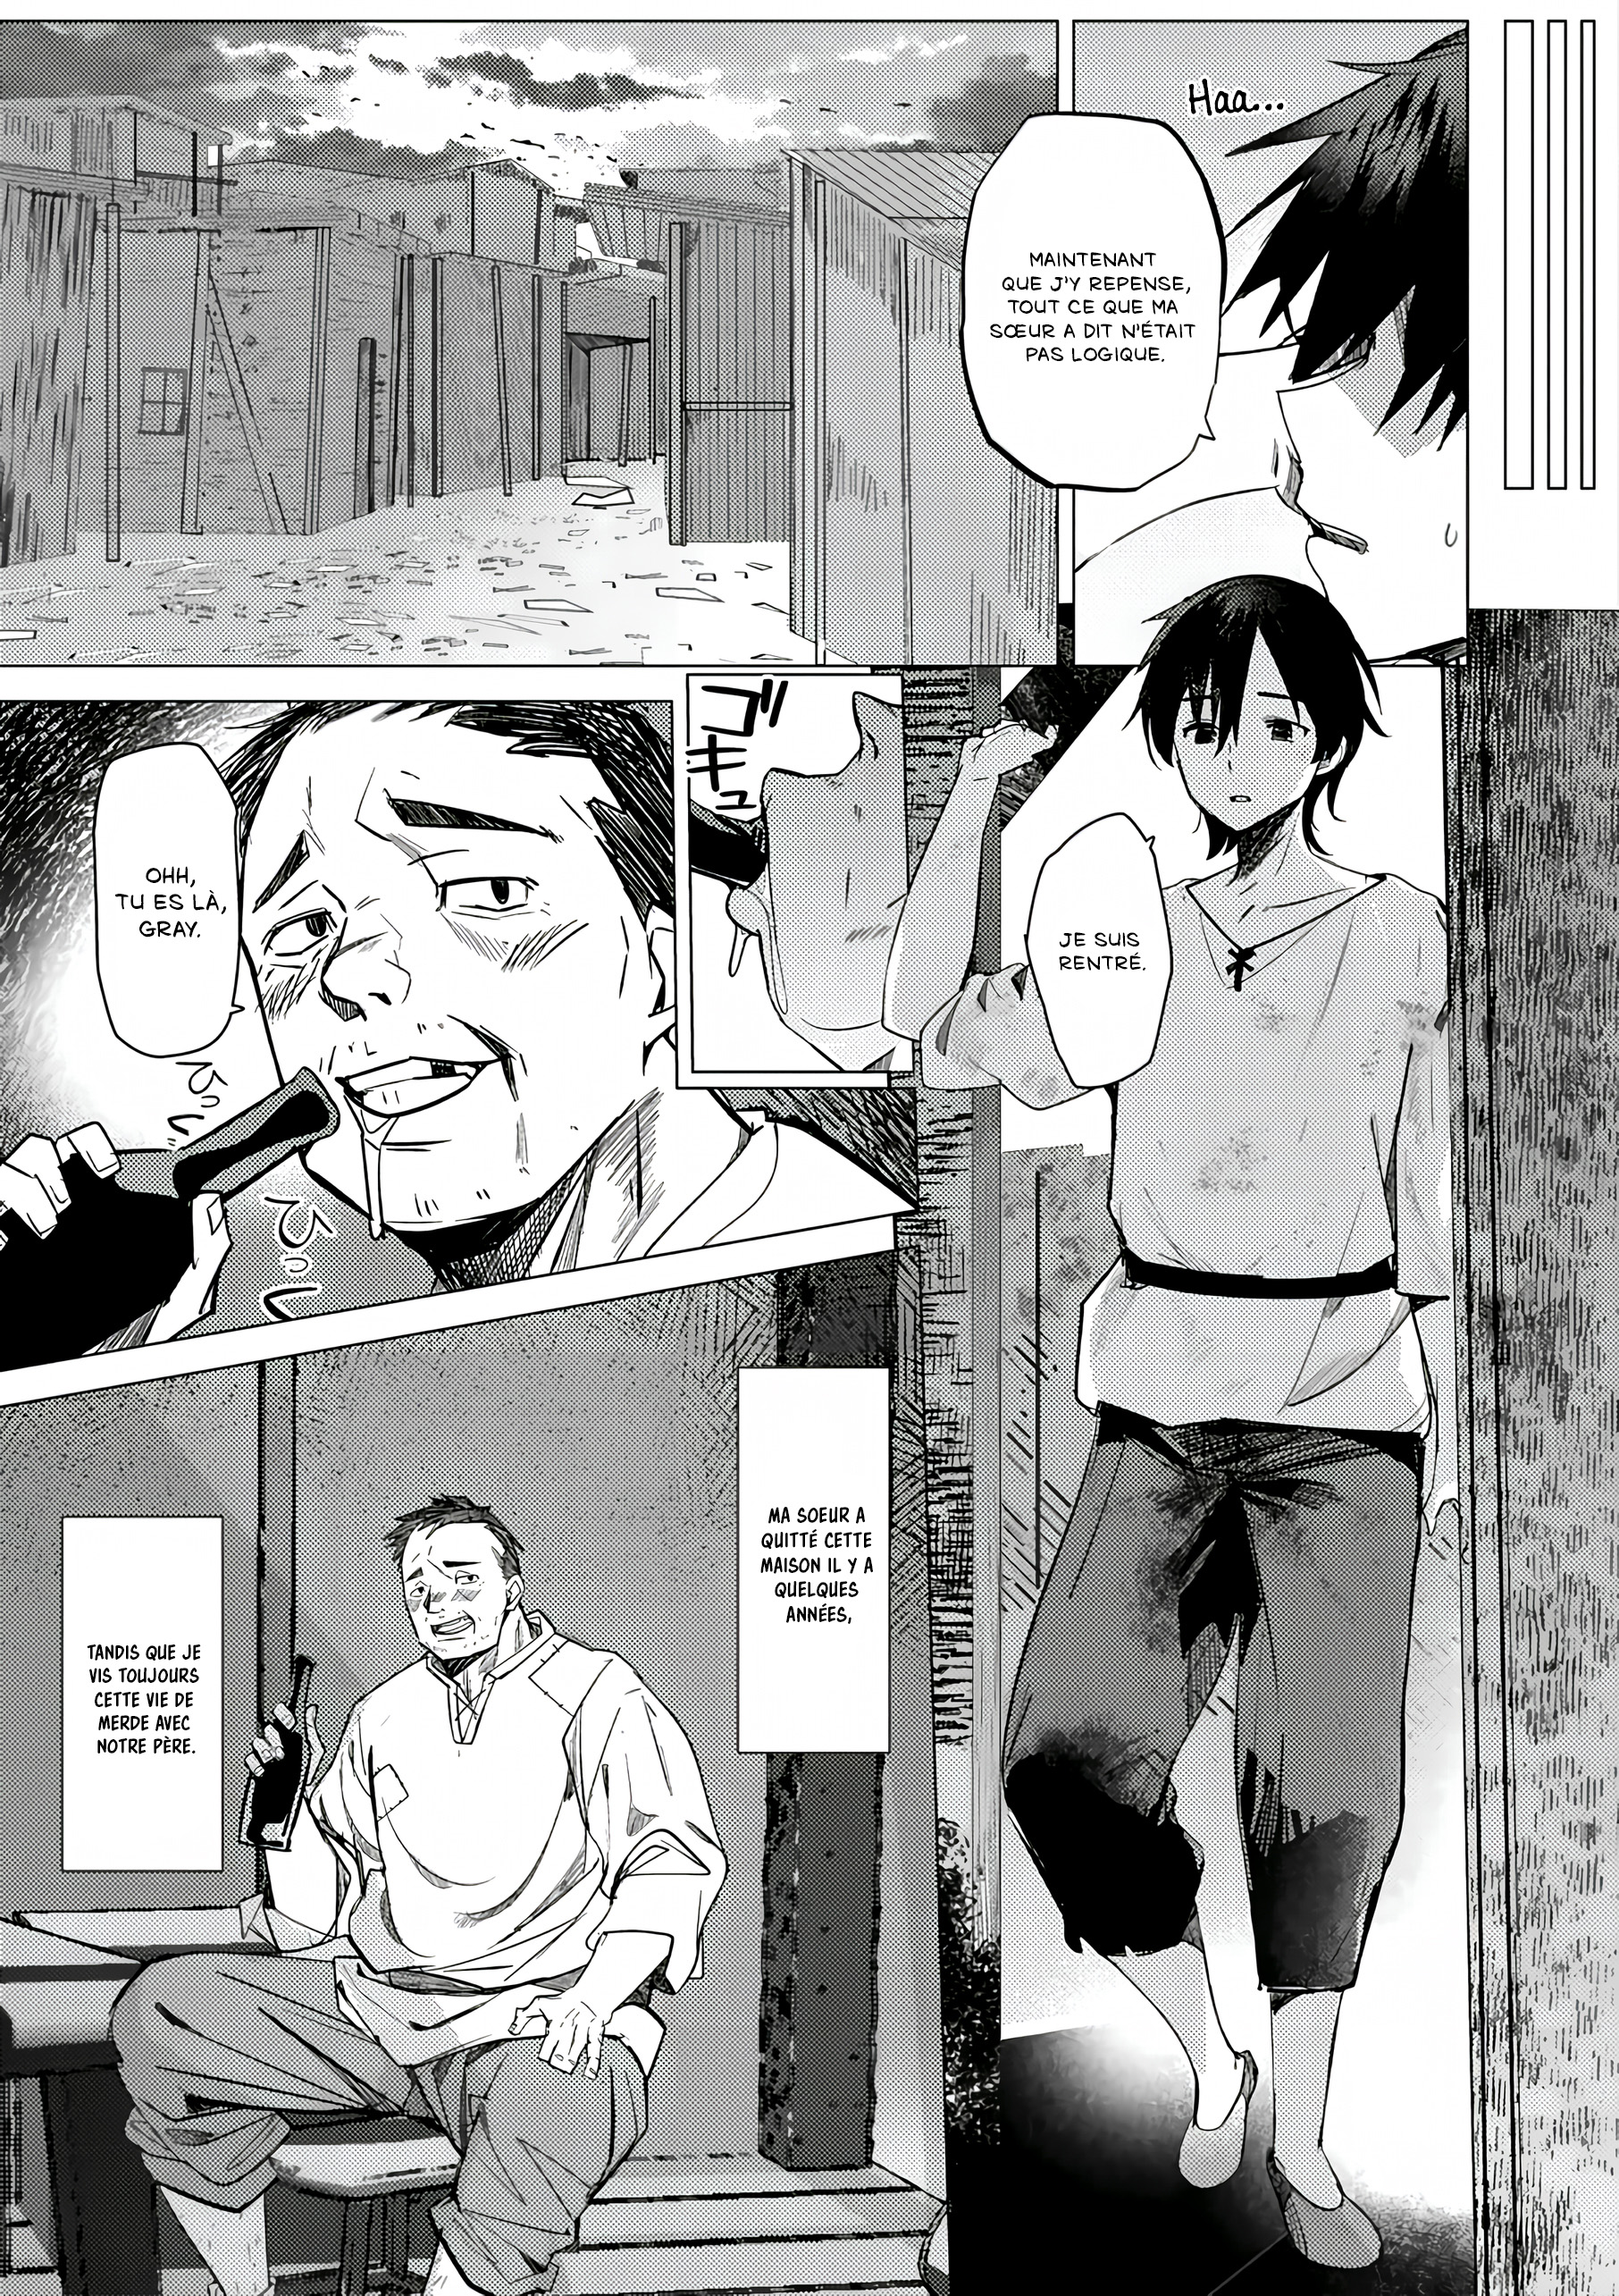 Haa...
MAINTENANT
QUE J'Y REPENSE,
TOUT CE QUE MA
SŒUR A DIT N'ÉTAIT
PAS LOGIQUE.
JE SUIS
RENTRÉ.
ゴ
キュ
OHH,
TU ES LÀ,
GRAY.
ひっく
ひっく
MA SOEUR A
QUITTÉ CETTE
MAISON IL Y A
QUELQUES
ANNÉES,
TANDIS QUE JE
VIS TOUJOURS
CETTE VIE DE
MERDE AVEC
NOTRE PÈRE.